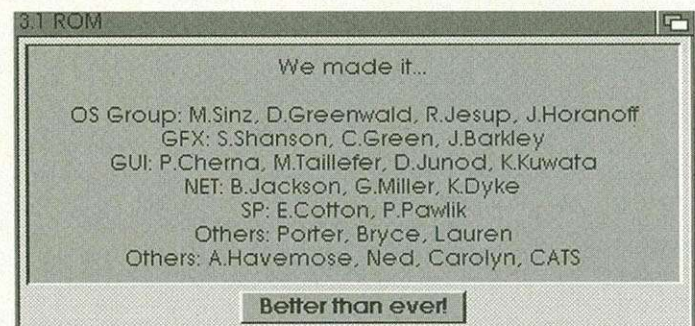 3.1 ROM
We made it...
OS Group: M.Sinz, D.Greenwald, R.Jesup, J.Horanoff
GFX: S.Shanson, C.Green, J.Barkley
GUI: P.Cherna, M.Taillefer, D.Junod, K.Kuwata
NET: B.Jackson, G.Miller, K.Dyke
SP: E.Cotton, P.Pawlik
Others: Porter, Bryce, Lauren
Others: A.Havemose, Ned, Carolyn, CATS
Better than ever!